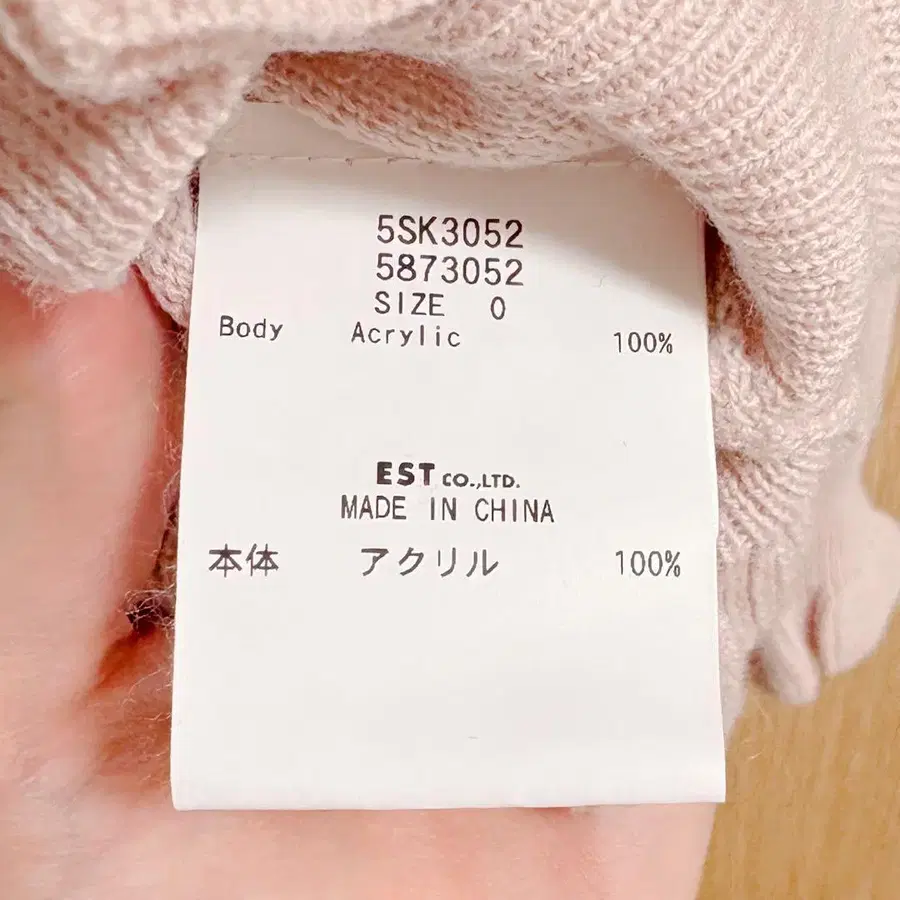 5SK3052
5873052
SIZE 0
Body Acrylic 100%
EST CO.,LTD.
MADE IN CHINA
本体 アクリル 100%